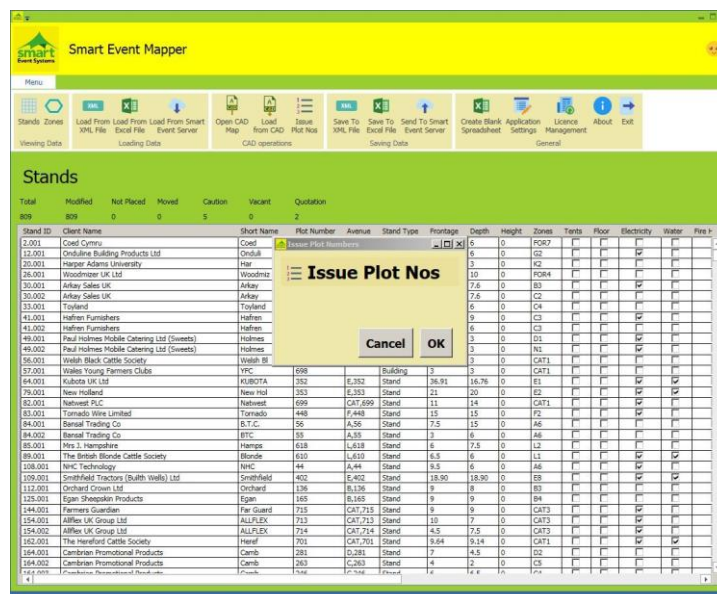 smart
Event Systems
Smart Event Mapper
Menu
Stands Zones
Load From XML File
Load From Excel File
Load From Smart Event Server
Open CAD Map
Load from CAD
Issue Plot Nos
Save To XML File
Save To Excel File
Send To Smart Event Server
Create Blank Spreadsheet
Application Settings
Licence Management
About
Exit
Viewing Data
Loading Data
CAD operations
Saving Data
General
Stands
Total Modified Not Placed Moved Caution Vacant Quotation
809 809 0 0 5 0 2
Stand ID Client Name Short Name Plot Number Avenue Stand Type Frontage Depth Height Zones Tents Floor Electricity Water Fire H
2.001 Coed Cymru Coed 6 0 FOR7
12.001 Onduline Building Products Ltd Onduli 6 0 G2
20.001 Harper Adams University Har 3 0 K2
26.001 Woodmizer UK Ltd Woodmiz 10 0 FOR4
30.001 Arkay Sales UK Arkay 7.6 0 B3
30.002 Arkay Sales UK Arkay 7.6 0 C2
33.001 Toyland Toyland 6 0 C4
41.001 Hafren Furnishers Hafren 9 0 C3
41.002 Hafren Furnishers Hafren 6 0 C3
49.001 Paul Holmes Mobile Catering Ltd (Sweets) Holmes 3 0 D1
49.002 Paul Holmes Mobile Catering Ltd (Sweets) Holmes 3 0 N1
56.001 Welsh Black Cattle Society Welsh Bl 3 0 CAT1
57.001 Wales Young Farmers Clubs YFC 698 Building 3 3 0 CAT1
64.001 Kubota UK Ltd KUBOTA 352 E,352 Stand 36.91 16.76 0 E1
79.001 New Holland New Hol 353 E,353 Stand 21 20 0 E2
82.001 Natwest PLC Natwest 699 CAT,699 Stand 11 14 0 CAT1
83.001 Tornado Wire Limited Tornado 448 F,448 Stand 15 15 0 F2
84.001 Bansal Trading Co B.T.C. 56 A,56 Stand 7.5 15 0 A6
84.002 Bansal Trading Co BTC 55 A,55 Stand 3 6 0 A6
85.001 Mrs J. Hampshire Hamps 618 L,618 Stand 6 7.5 0 L2
89.001 The British Blonde Cattle Society Blonde 610 L,610 Stand 6.5 6 0 L1
108.001 NHC Technology NHC 44 A,44 Stand 9.5 6 0 A6
109.001 Smithfield Tractors (Builth Wells) Ltd Smithfield 402 E,402 Stand 18.90 18.90 0 E8
112.001 Orchard Crown Ltd Orchard 136 B,136 Stand 9 8 0 B3
125.001 Egan Sheepskin Products Egan 165 B,165 Stand 9 9 0 B4
144.001 Farmers Guardian Far Guard 715 CAT,715 Stand 9 9 0 CAT3
154.001 Allflex UK Group Ltd ALLFLEX 713 CAT,713 Stand 10 7 0 CAT3
154.002 Allflex UK Group Ltd ALLFLEX 714 CAT,714 Stand 4.5 7.5 0 CAT3
162.001 The Hereford Cattle Society Heref 701 CAT,701 Stand 9.64 9.14 0 CAT1
164.001 Cambrian Promotional Products Camb 281 D,281 Stand 7 4.5 0 D2
164.002 Cambrian Promotional Products Camb 263 C,263 Stand 4 2 0 C5
Issue Plot Numbers
Issue Plot Nos
Cancel OK